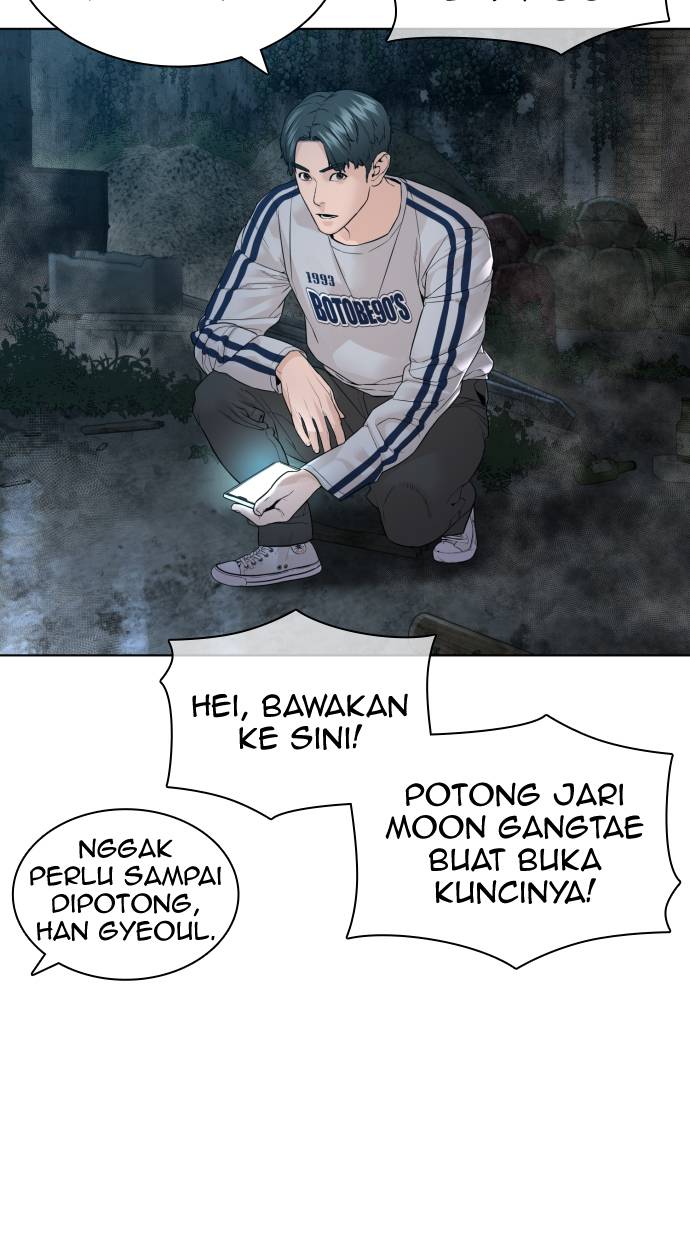 1993
BOTOBE90'S
HEI, BAWAKAN
KE SINI!
POTONG JARI
MOON GANGTAE
BUAT BUKA
KUNCINYA!
NGGAK
PERLU SAMPAI
DIPOTONG,
HAN GYEOUL.